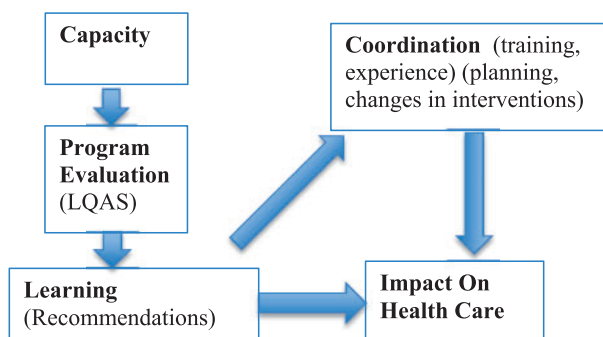 Capacity
Program
Evaluation
(LQAS)
Learning
(Recommendations)
Coordination (training,
experience) (planning,
changes in interventions)
Impact On
Health Care